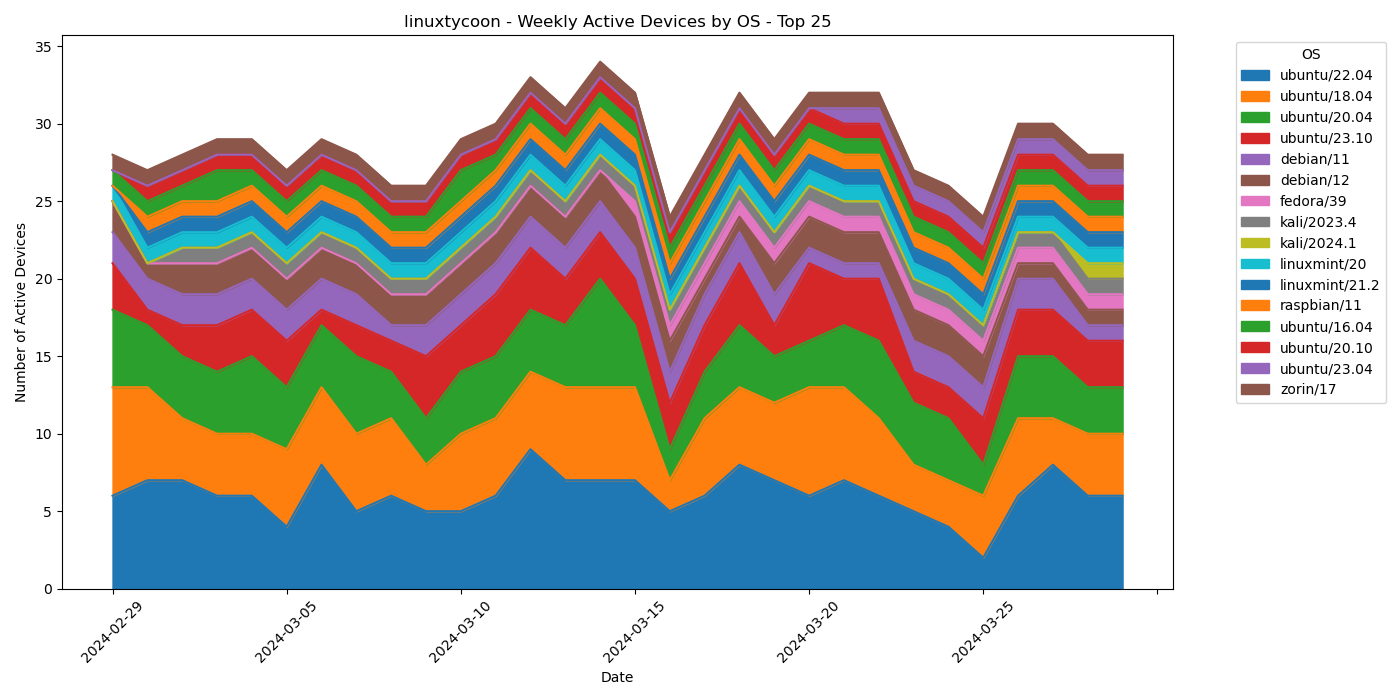 linuxtycoon - Weekly Active Devices by OS - Top 25
35
30
25
20
15
10
5
0
Number of Active Devices
2024-02-29
2024-03-05
2024-03-10
2024-03-15
2024-03-20
2024-03-25
Date
OS
ubuntu/22.04
ubuntu/18.04
ubuntu/20.04
ubuntu/23.10
debian/11
debian/12
fedora/39
kali/2023.4
kali/2024.1
linuxmint/20
linuxmint/21.2
raspbian/11
ubuntu/16.04
ubuntu/20.10
ubuntu/23.04
zorin/17